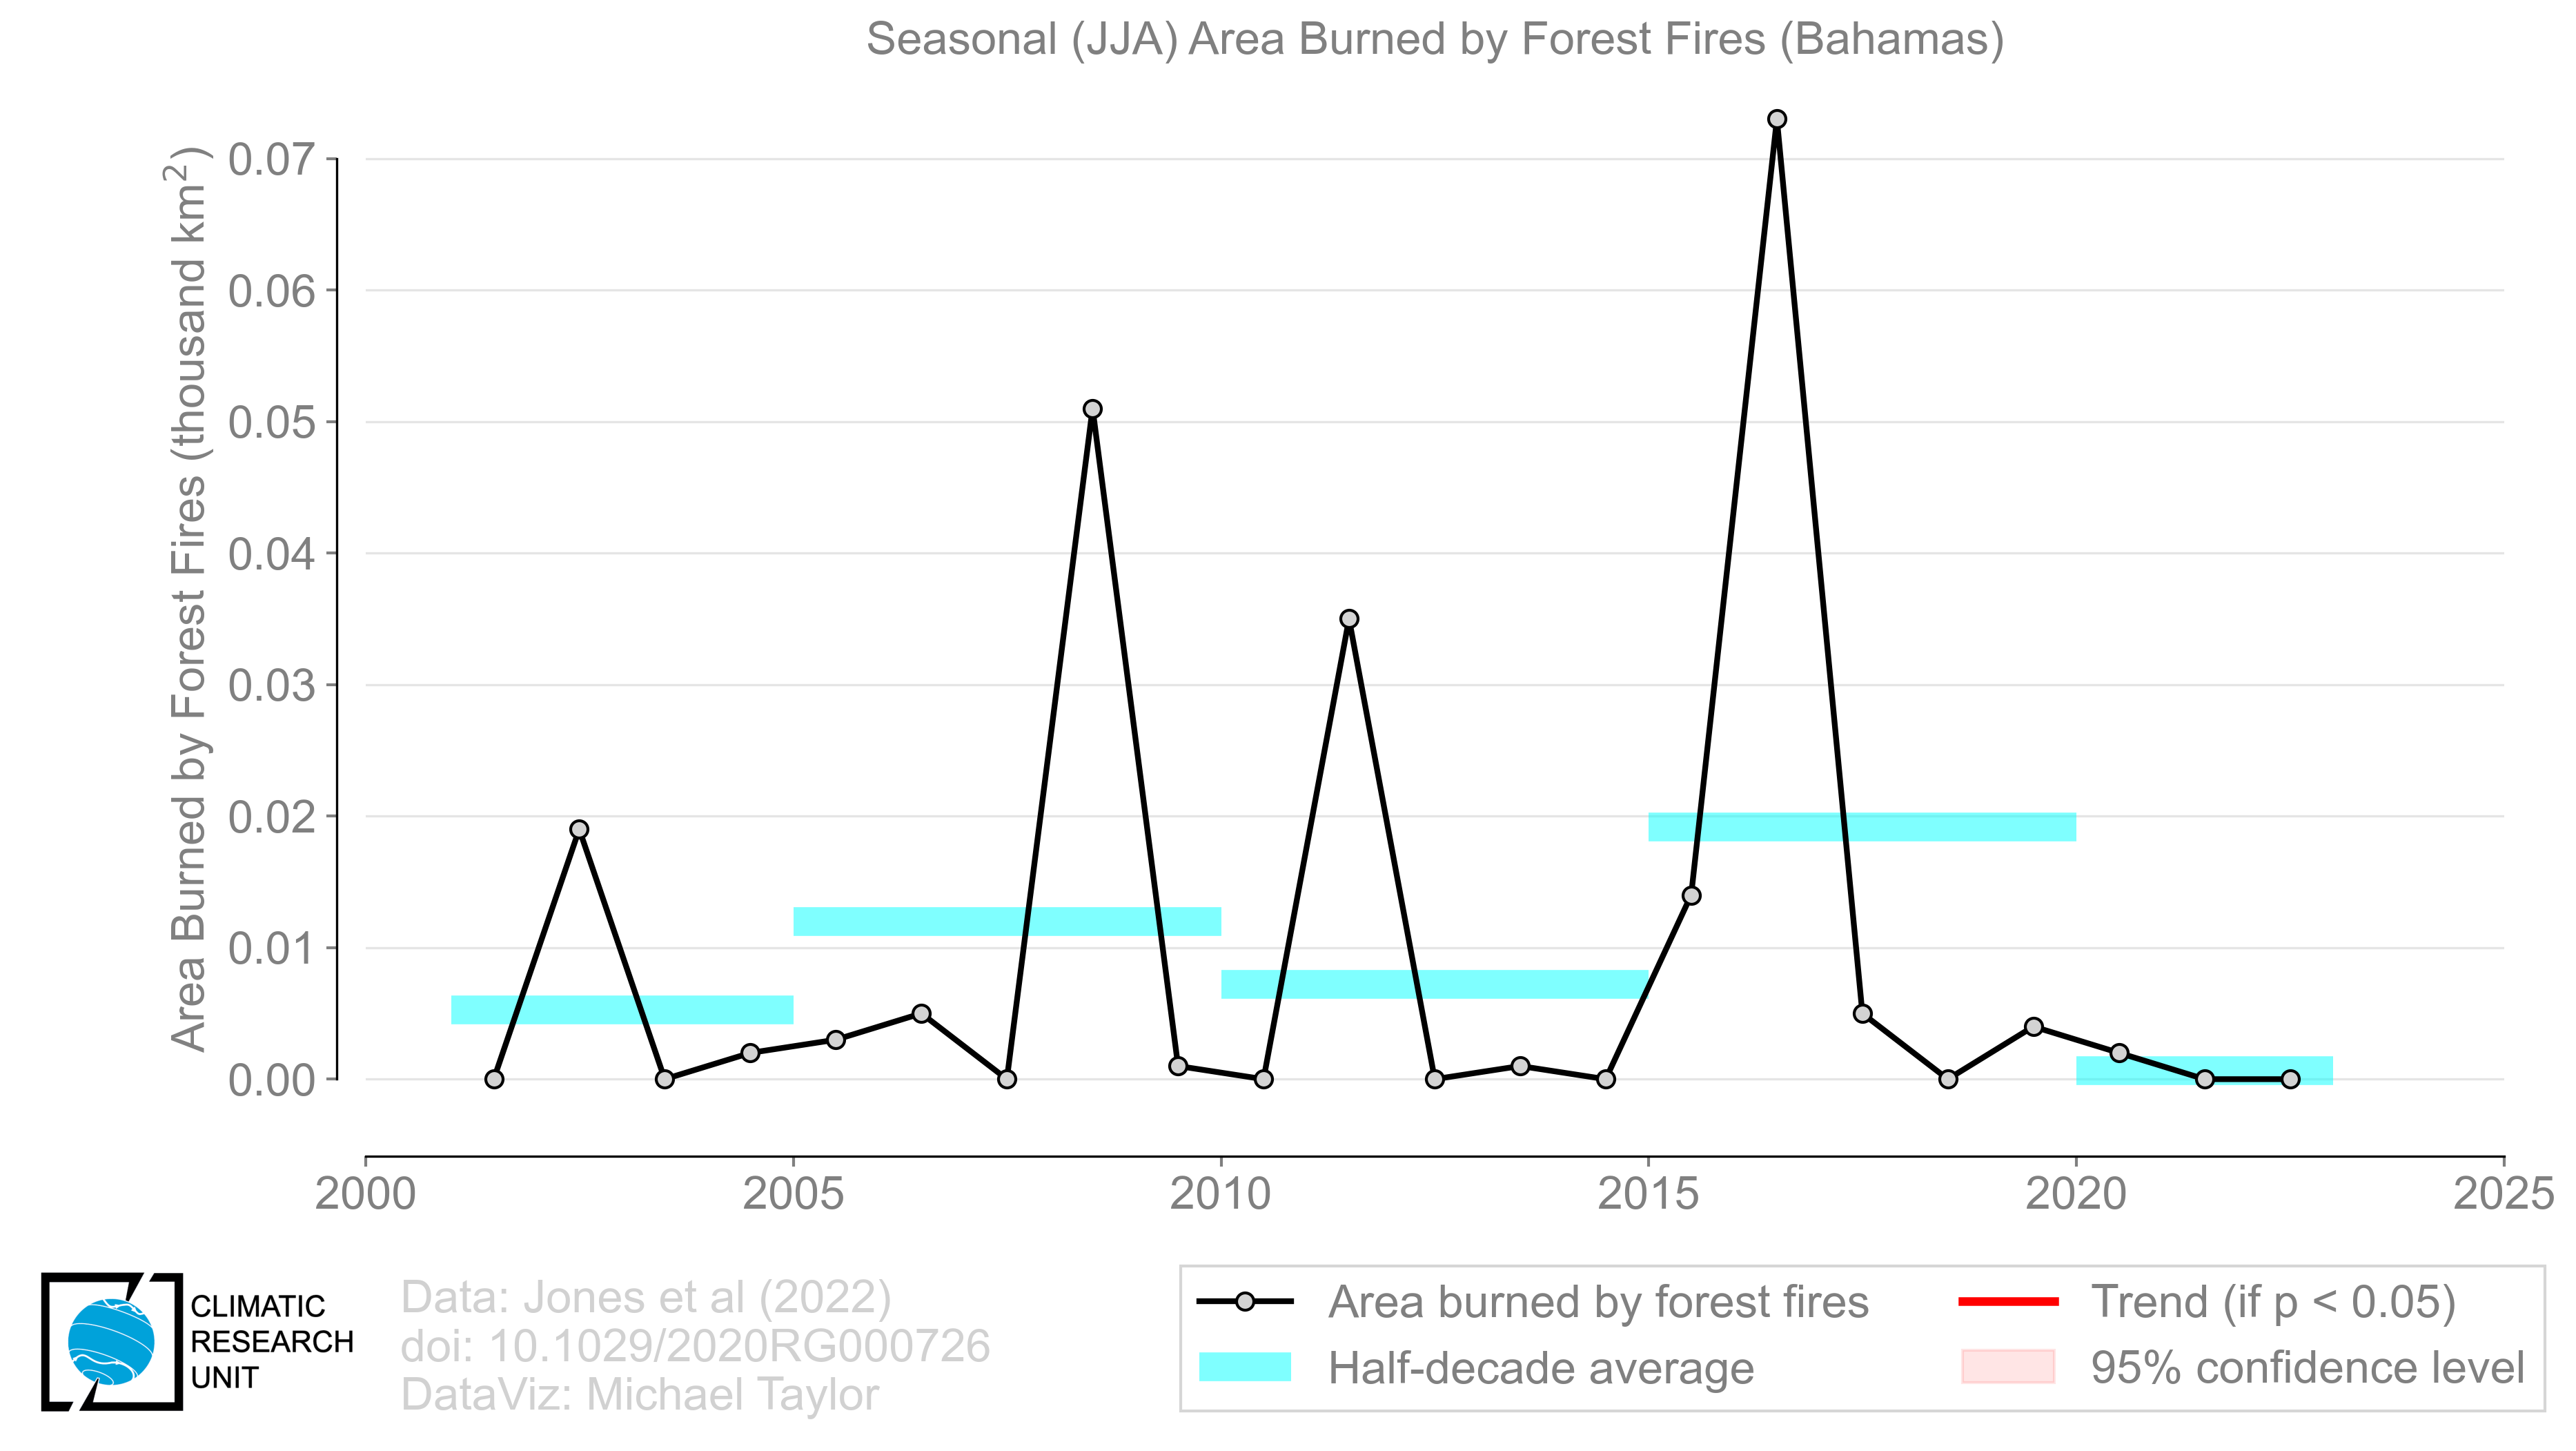 Seasonal (JJA) Area Burned by Forest Fires (Bahamas)
Area Burned by Forest Fires (thousand km²)
0.07
0.06
0.05
0.04
0.03
0.02
0.01
0.00
2000 2005 2010 2015 2020 2025
CLIMATIC
RESEARCH
UNIT
Data: Jones et al (2022)
doi: 10.1029/2020RG000726
DataViz: Michael Taylor
Area burned by forest fires
Half-decade average
Trend (if p < 0.05)
95% confidence level